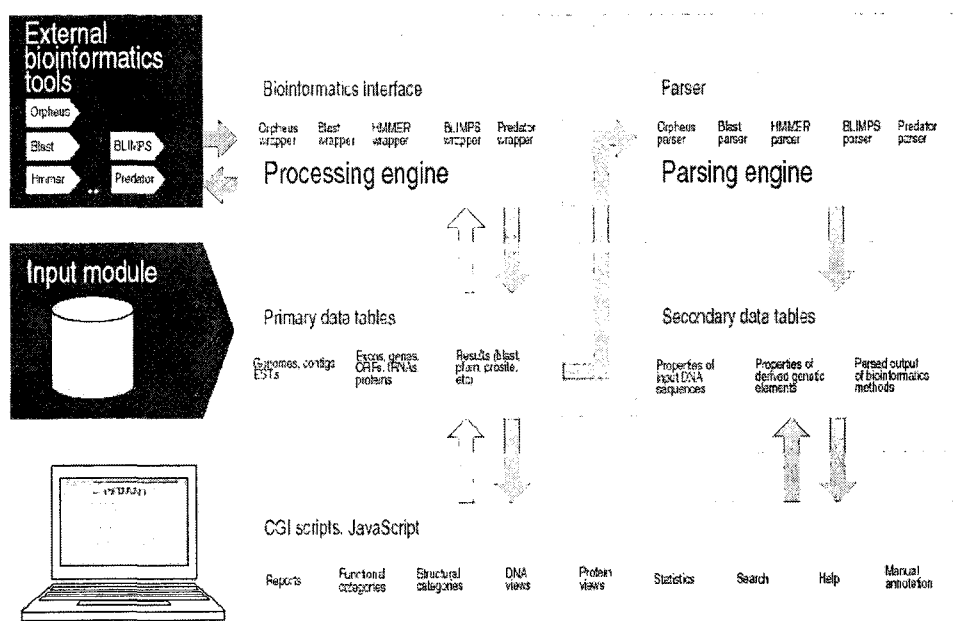 External
bioinformatics
tools
Orpheus
Blast
BLIMPS
Hmmer
..
Predator
Bioinformatics interface
Orpheus wrapper
Blast wrapper
HMMER wrapper
BLIMPS wrapper
Predator wrapper
Processing engine
Parser
Orpheus parser
Blast parser
HMMER parser
BLIMPS parser
Predator parser
Parsing engine
Input module
Primary data tables
Genomes, contigs
ESTs
Exons, genes,
ORFs, tRNAs
proteins
Results (blast,
pfam, prosite,
etc)
Secondary data tables
Properties of
input DNA
sequences
Properties of
derived genetic
elements
Parsed output
of bioinformatics
methods
PEDANT
CGI scripts. JavaScript
Reports
Functional
categories
Structural
categories
DNA
views
Protein
views
Statistics
Search
Help
Manual
annotation